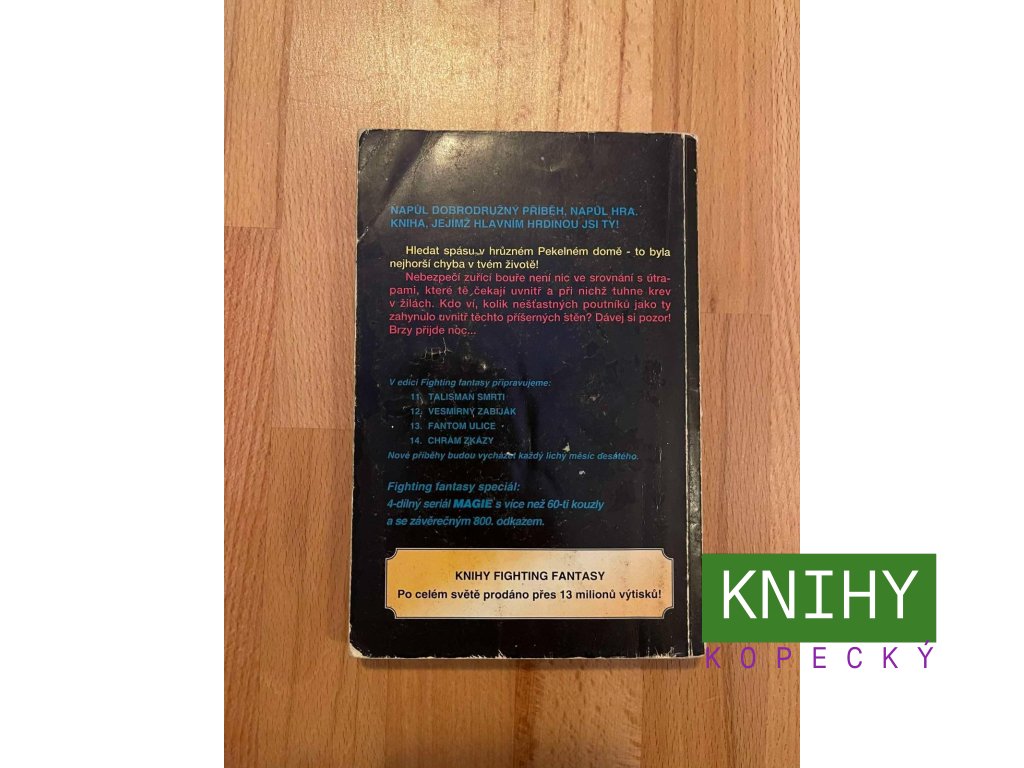 NAPŮL DOBRODRUŽNÝ PŘÍBĚH, NAPŮL HRA.
KNIHA, JEJÍMŽ HLAVNÍM HRDINOU JSI TY!
Hledat spásu v hrůzném Pekelném domě - to byla
nejhorší chyba v tvém životě!
Nebezpečí zuřící bouře není nic ve srovnání s útra-
pami, které tě čekají uvnitř a při nichž tuhne krev
v žilách. Kdo ví, kolik nešťastných poutníků jako ty
zahynulo uvnitř těchto příšerných stěn? Dávej si pozor!
Brzy přijde noc...
V edici Fighting fantasy připravujeme:
11. TALISMAN SMRTI
12. VESMÍRNÝ ZABIJÁK
13. FANTOM ULICE
14. CHRÁM ZKÁZY
Nové příběhy budou vycházet každý lichý měsíc desátého.
Fighting fantasy speciál:
4-dílný seriál MAGIE s více než 60-ti kouzly
a se závěrečným 800. odkazem.
KNIHY FIGHTING FANTASY
Po celém světě prodáno přes 13 milionů výtisků!
KNIHY
KOPECKÝ